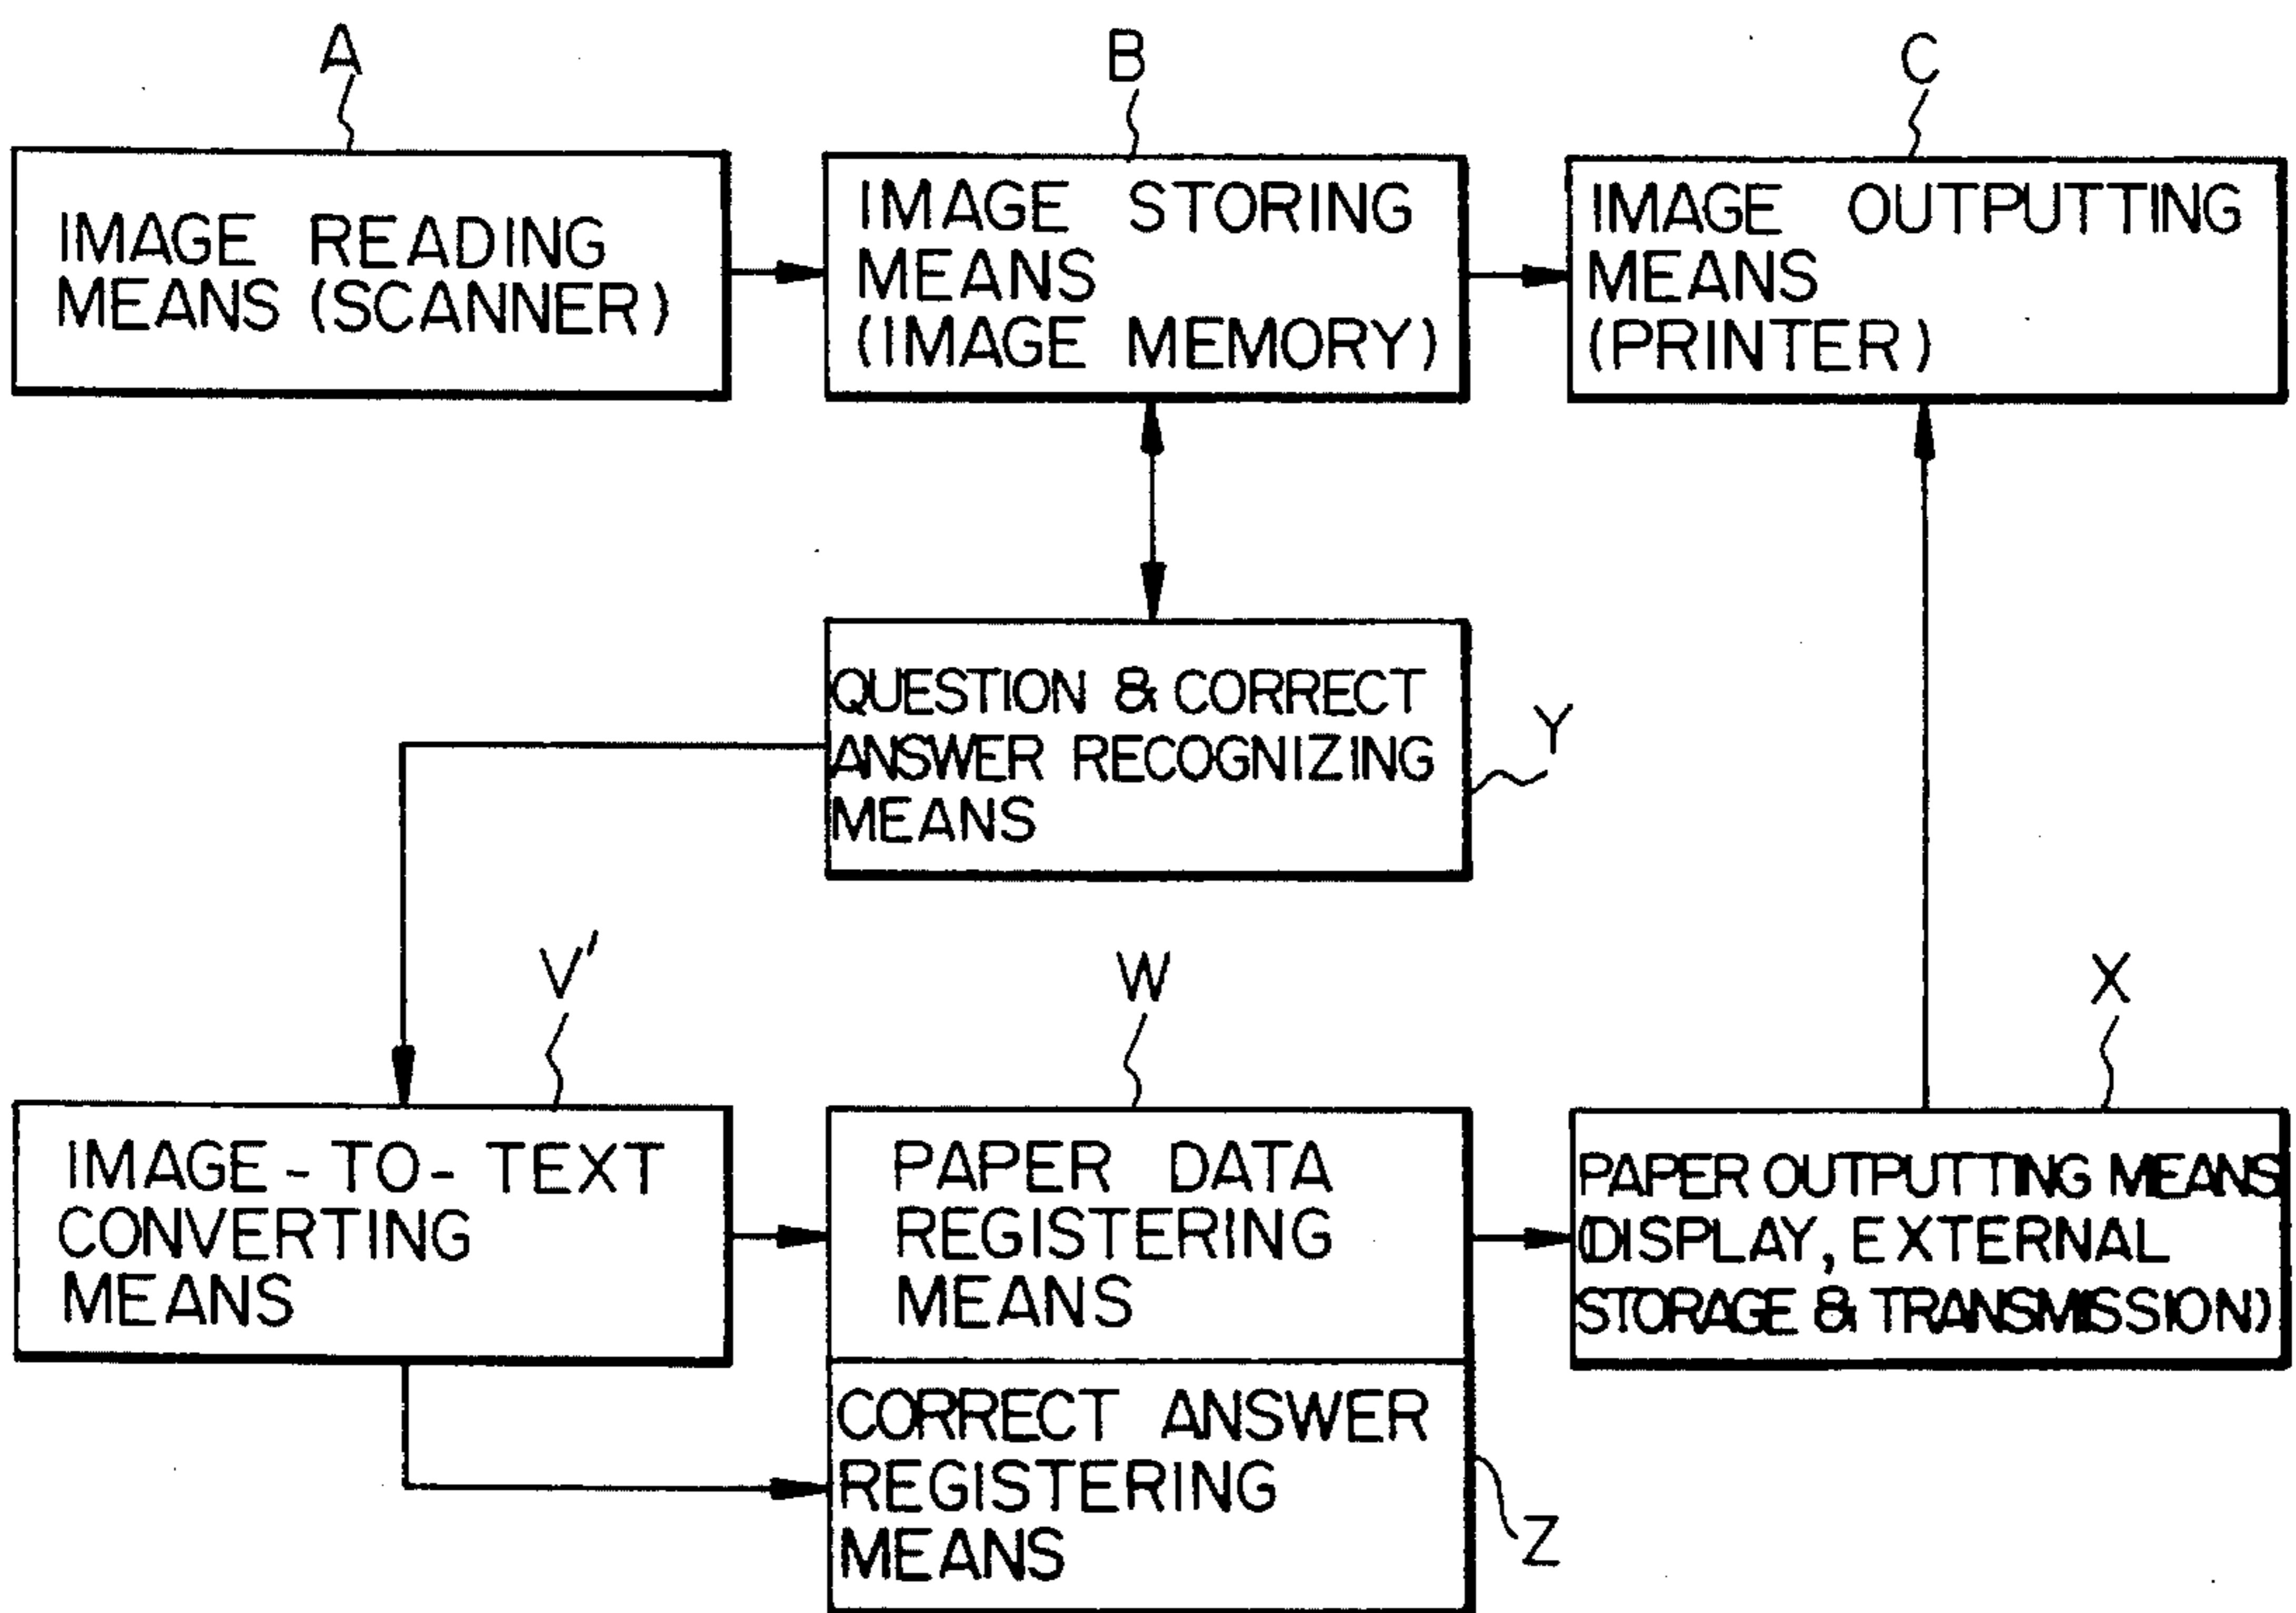 A
B
C
IMAGE READING
MEANS (SCANNER)
IMAGE STORING
MEANS
(IMAGE MEMORY)
IMAGE OUTPUTTING
MEANS
(PRINTER)
QUESTION & CORRECT
ANSWER RECOGNIZING
MEANS
Y
V'
W
X
IMAGE-TO-TEXT
CONVERTING
MEANS
PAPER DATA
REGISTERING
MEANS
PAPER OUTPUTTING MEANS
(DISPLAY, EXTERNAL
STORAGE & TRANSMISSION)
CORRECT ANSWER
REGISTERING
MEANS
Z